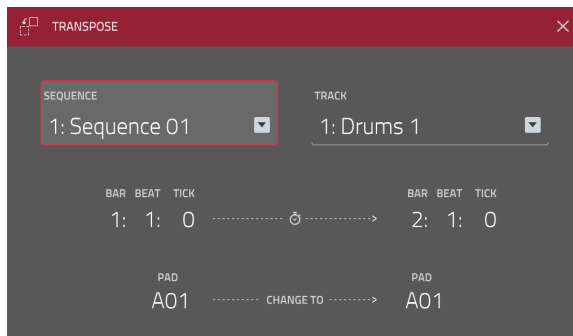 TRANSPOSE
SEQUENCE TRACK
1: Sequence 01 1: Drums 1
BAR BEAT TICK BAR BEAT TICK
1: 1: 0 2: 1: 0
PAD PAD
A01 CHANGE TO A01